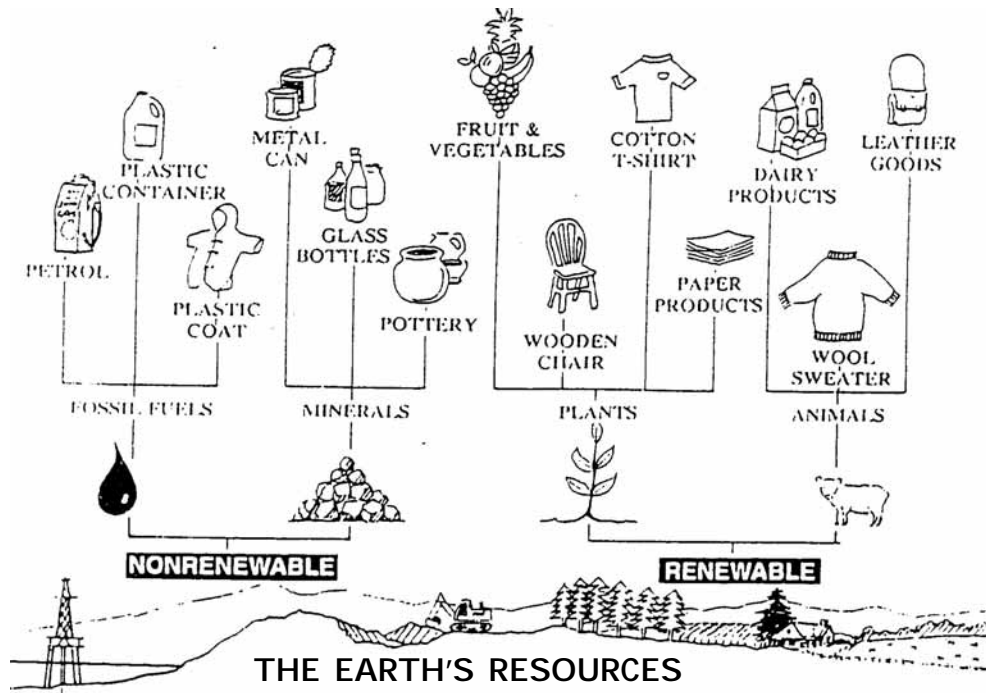 PLASTIC
CONTAINER
METAL
CAN
FRUIT &
VEGETABLES
COTTON
T-SHIRT
DAIRY
PRODUCTS
LEATHER
GOODS
PETROL
PLASTIC
COAT
GLASS
BOTTLES
POTTERY
WOODEN
CHAIR
PAPER
PRODUCTS
WOOL
SWEATER
FOSSIL FUELS
MINERALS
PLANTS
ANIMALS
NONRENEWABLE
RENEWABLE
THE EARTH'S RESOURCES